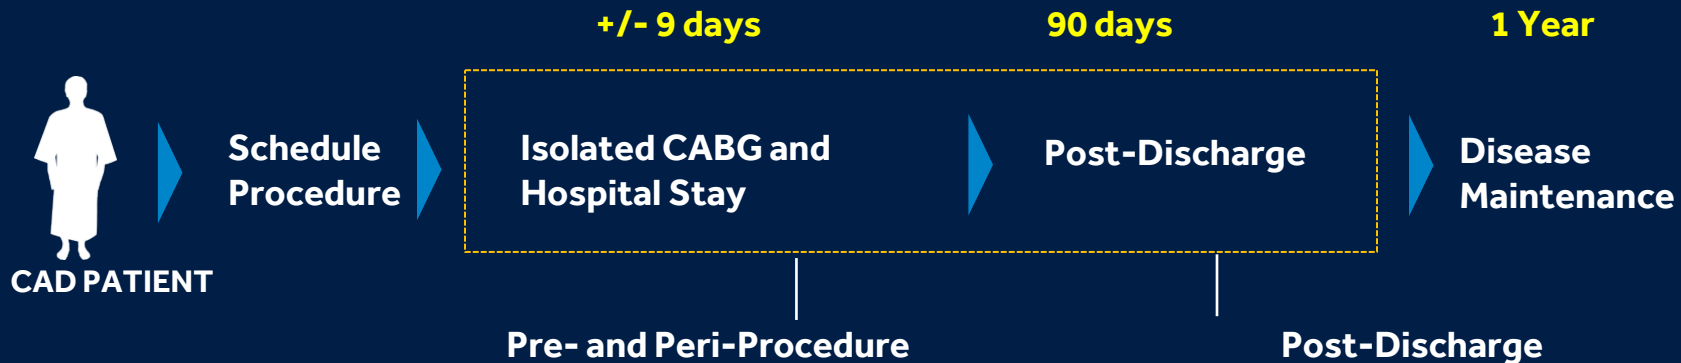 +/- 9 days
90 days
1 Year
Schedule
Procedure
Isolated CABG and
Hospital Stay
Post-Discharge
Disease
Maintenance
CAD PATIENT
Pre- and Peri-Procedure
Post-Discharge